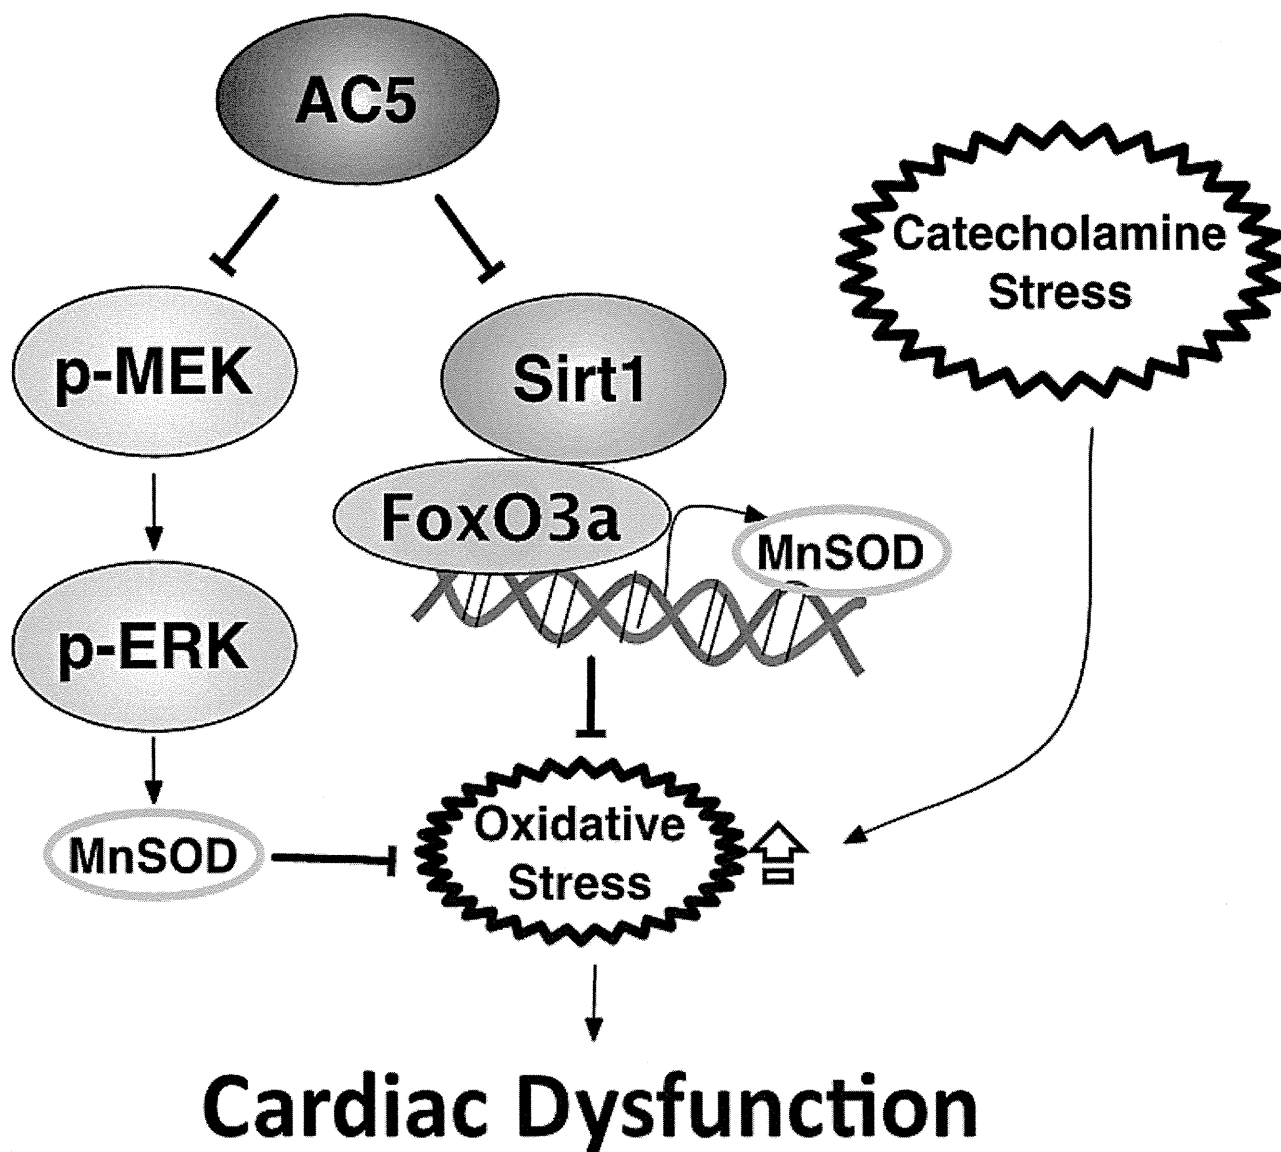 AC5
Catecholamine
Stress
p-MEK
Sirt1
FoxO3a
MnSOD
p-ERK
MnSOD
Oxidative
Stress
Cardiac Dysfunction